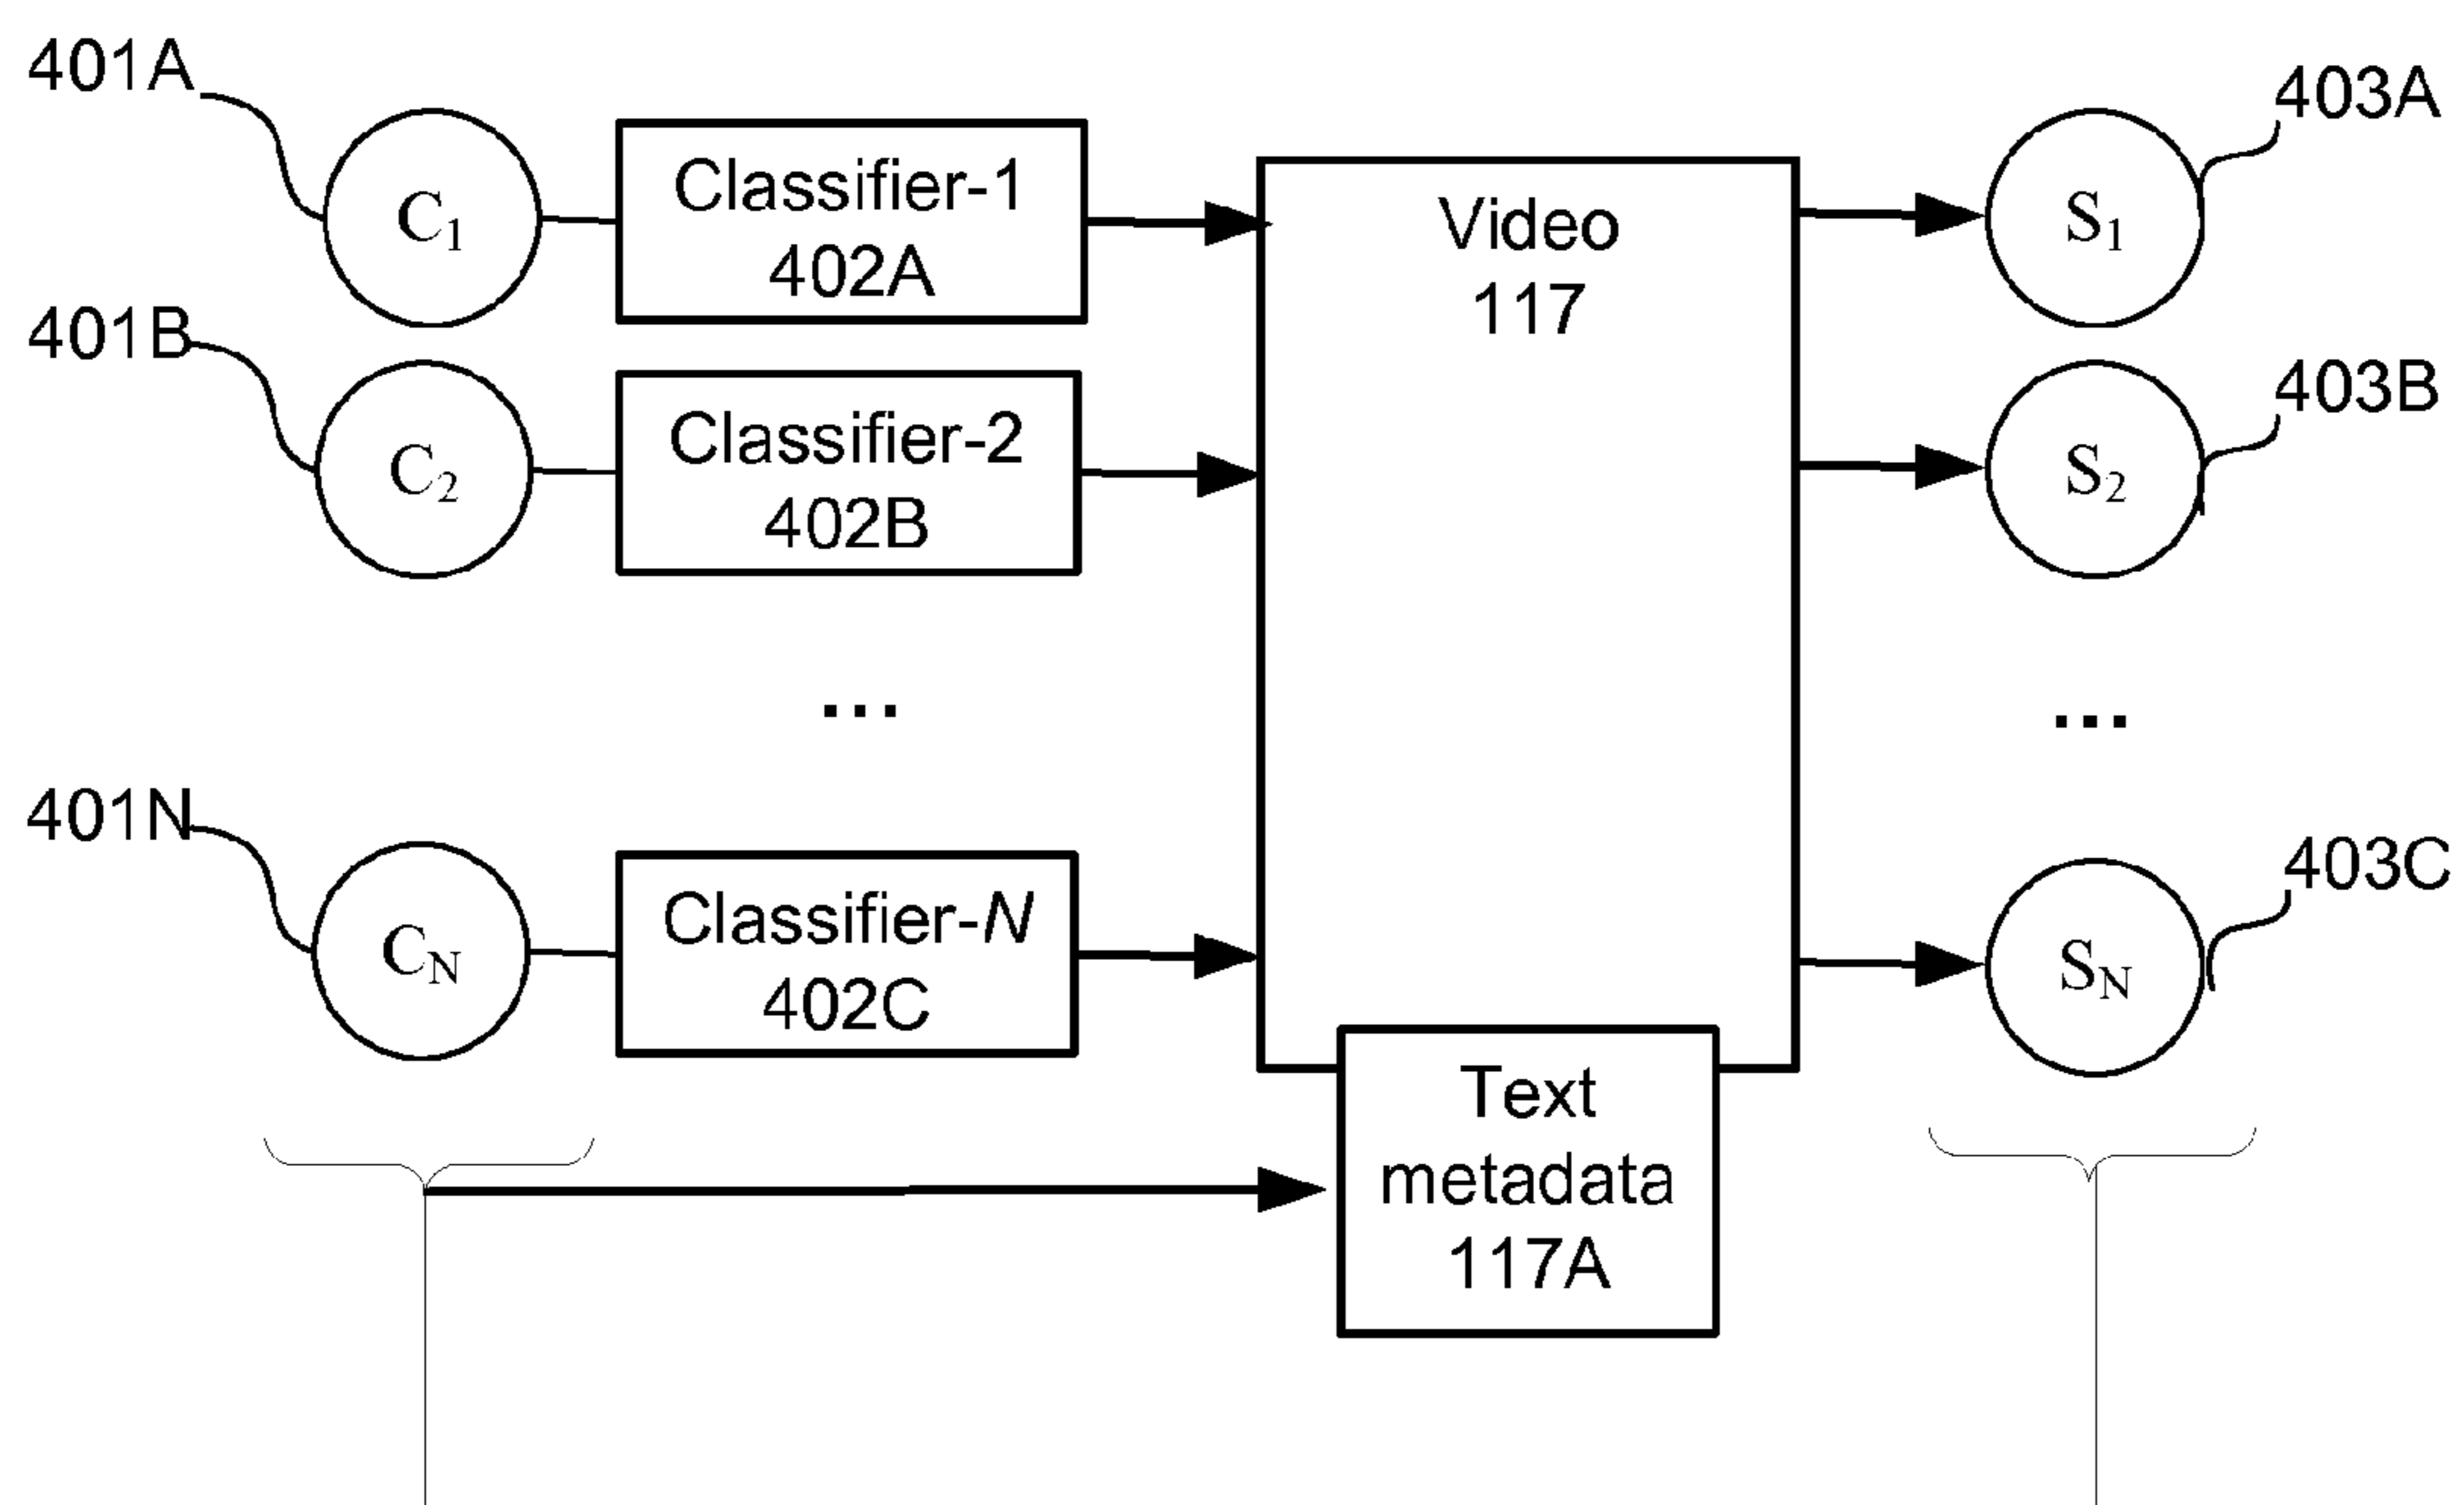 401A
C1
Classifier-1
402A
Video
117
S1
403A
401B
C2
Classifier-2
402B
S2
403B
...
...
401N
CN
Classifier-N
402C
SN
403C
Text
metadata
117A